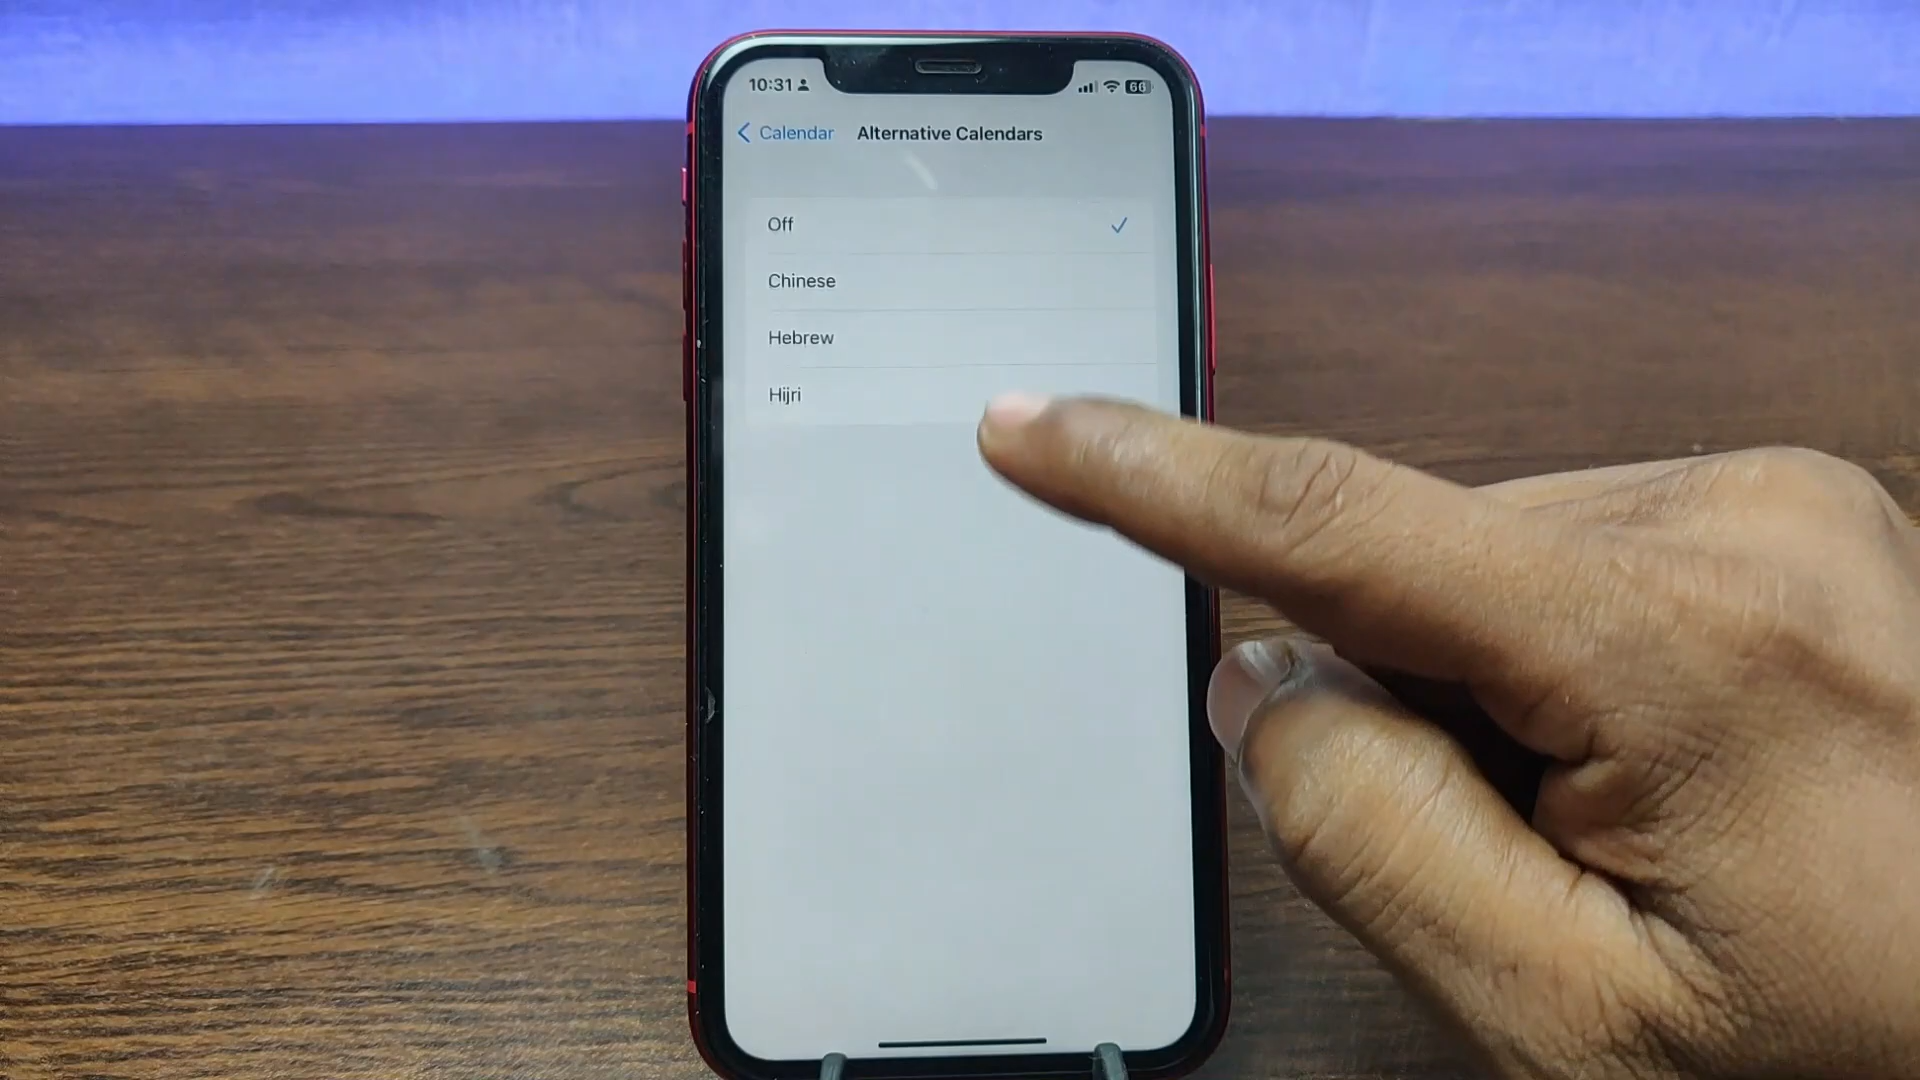 10:31
66
Calendar
Alternative Calendars
Off
Chinese
Hebrew
Hijri